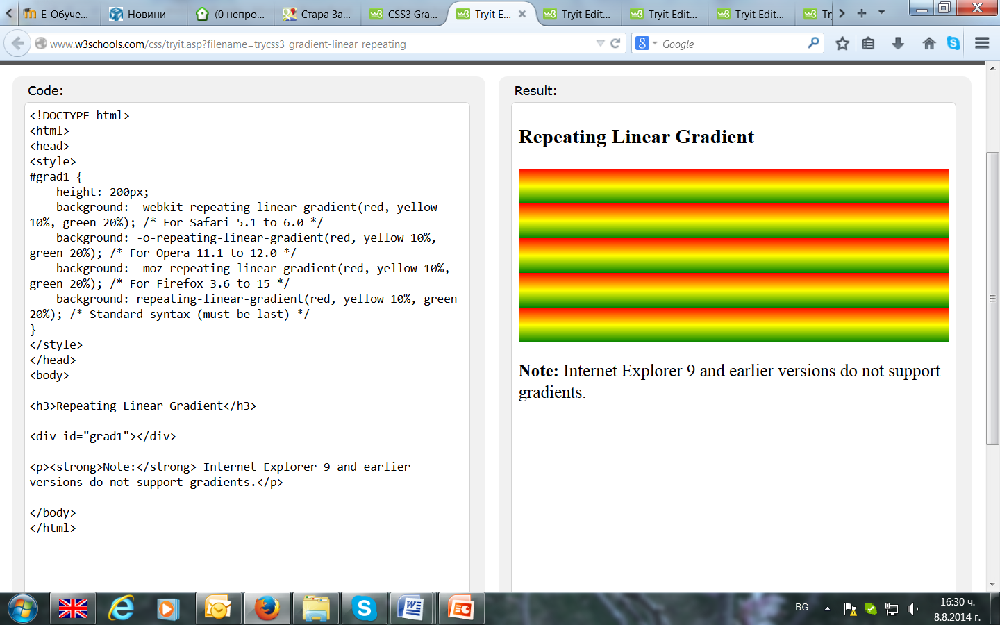 Е-Обуче...
Новини
(0 непро...
Стара За...
CSS3 Gra...
Tryit E...
Tryit Edit...
Tryit Edit...
Tryit Edit...
Tr
www.w3schools.com/css/tryit.asp?filename=trycss3_gradient-linear_repeating
Google
Code:
<!DOCTYPE html>
<html>
<head>
<style>
#grad1 {
    height: 200px;
    background: -webkit-repeating-linear-gradient(red, yellow
10%, green 20%); /* For Safari 5.1 to 6.0 */
    background: -o-repeating-linear-gradient(red, yellow 10%,
green 20%); /* For Opera 11.1 to 12.0 */
    background: -moz-repeating-linear-gradient(red, yellow 10%,
green 20%); /* For Firefox 3.6 to 15 */
    background: repeating-linear-gradient(red, yellow 10%, green
20%); /* Standard syntax (must be last) */
}
</style>
</head>
<body>
<h3>Repeating Linear Gradient</h3>
<div id="grad1"></div>
<p><strong>Note:</strong> Internet Explorer 9 and earlier
versions do not support gradients.</p>
</body>
</html>
Result:
Repeating Linear Gradient
Note: Internet Explorer 9 and earlier versions do not support
gradients.
BG
16:30 ч.
8.8.2014 г.